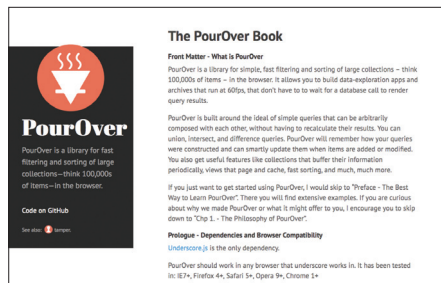 PourOver
PourOver is a library for fast
filtering and sorting of large
collections—think 100,000s
of items—in the browser.
Code on GitHub
See also: tamper.
The PourOver Book
Front Matter - What is PourOver
PourOver is a library for simple, fast filtering and sorting of large collections – think
100,000s of items – in the browser. It allows you to build data-exploration apps and
archives that run at 60fps, that don't have to to wait for a database call to render
query results.
PourOver is built around the ideal of simple queries that can be arbitrarily
composed with each other, without having to recalculate their results. You can
union, intersect, and difference queries. PourOver will remember how your queries
were constructed and can smartly update them when items are added or modified.
You also get useful features like collections that buffer their information
periodically, views that page and cache, fast sorting, and much, much more.
If you just want to get started using PourOver, I would skip to "Preface - The Best
Way to Learn PourOver". There you will find extensive examples. If you are curious
about why we made PourOver or what it might offer to you, I encourage you to skip
down to "Chp 1. - The Philosophy of PourOver".
Prologue - Dependencies and Browser Compatibility
Underscore.js is the only dependency.
PourOver should work in any browser that underscore works in. It has been tested
in: IE7+, Firefox 4+, Safari 5+, Opera 9+, Chrome 1+